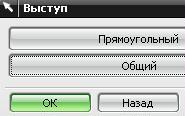 Выступ
Прямоугольный
Общий
OK Назад